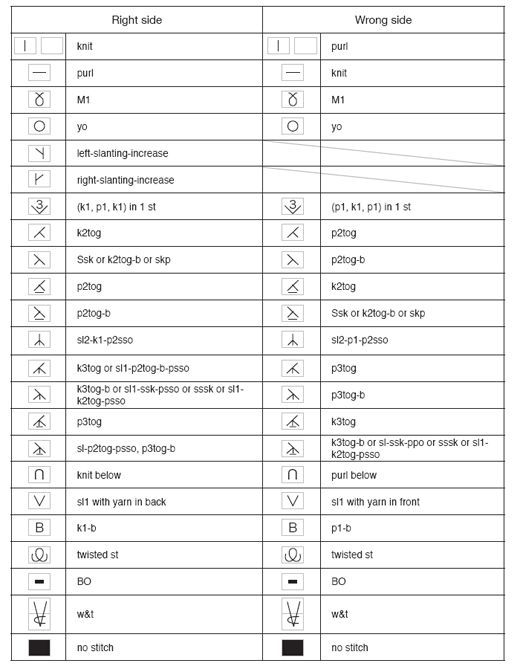 Right side Wrong side
knit purl
purl knit
M1 M1
yo yo
left-slanting-increase
right-slanting-increase
3 (k1, p1, k1) in 1 st 3 (p1, k1, p1) in 1 st
k2tog p2tog
Ssk or k2tog-b or skp p2tog-b
p2tog k2tog
p2tog-b Ssk or k2tog-b or skp
sl2-k1-p2sso sl2-p1-p2sso
k3tog or sl1-p2tog-b-psso p3tog
k3tog-b or sl1-ssk-psso or sssk or sl1-
k2tog-psso p3tog-b
p3tog k3tog
sl-p2tog-psso, p3tog-b k3tog-b or sl-ssk-ppo or sssk or sl1-
k2tog-psso
knit below purl below
sl1 with yarn in back sl1 with yarn in front
B k1-b B p1-b
twisted st twisted st
BO BO
w&t w&t
no stitch no stitch